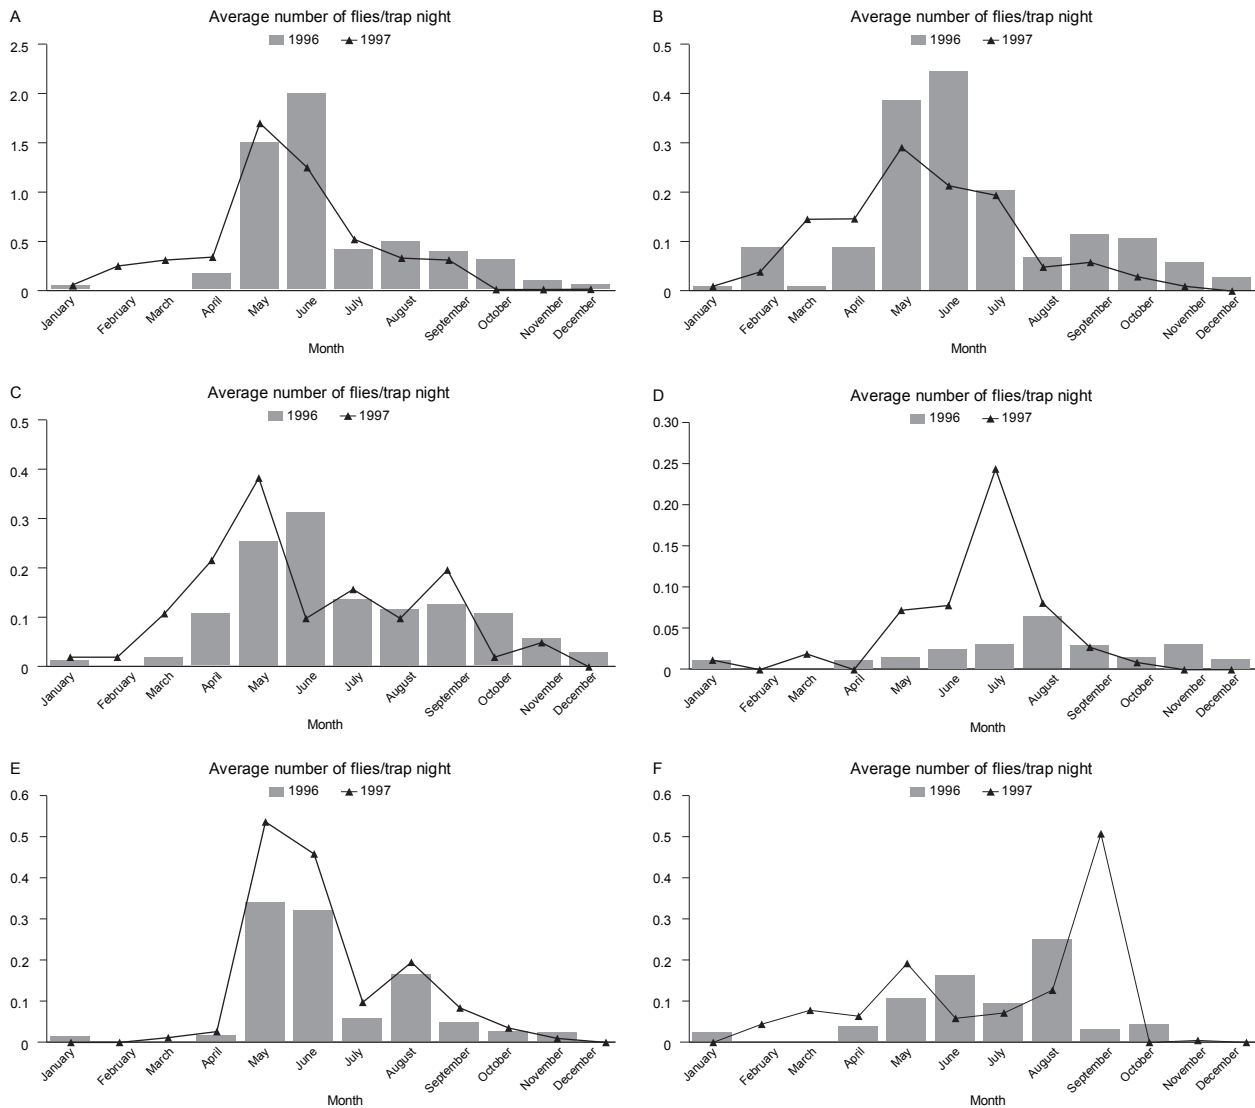 A
Average number of flies/trap night
1996 1997
2.5
2.0
1.5
1.0
0.5
0
January February March April May June July August September October November December
Month
B
Average number of flies/trap night
1996 1997
0.5
0.4
0.3
0.2
0.1
0
January February March April May June July August September October November December
Month
C
Average number of flies/trap night
1996 1997
0.5
0.4
0.3
0.2
0.1
0
January February March April May June July August September October November December
Month
D
Average number of flies/trap night
1996 1997
0.30
0.25
0.20
0.15
0.10
0.05
0
January February March April May June July August September October November December
Month
E
Average number of flies/trap night
1996 1997
0.6
0.5
0.4
0.3
0.2
0.1
0
January February March April May June July August September October November December
Month
F
Average number of flies/trap night
1996 1997
0.6
0.5
0.4
0.3
0.2
0.1
0
January February March April May June July August September October November December
Month